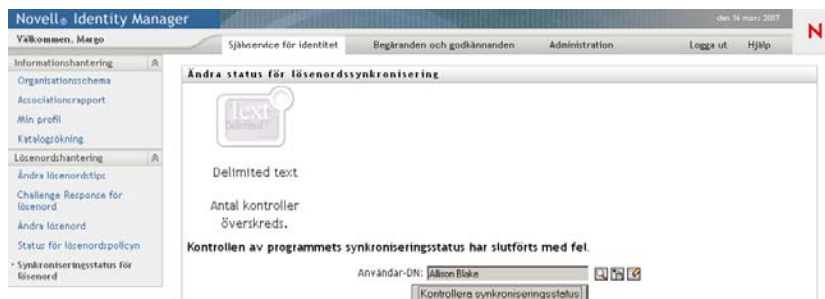 Novell® Identity Manager
den 16 mars 2007
N
Välkommen, Margo
Självservice för identitet
Begäranden och godkännanden
Administration
Logga ut
Hjälp
Informationshantering
Organisationsschema
Associationsrapport
Min profil
Katalogsökning
Lösenordshantering
Ändra lösenordstips
Challenge Response för
lösenord
Ändra lösenord
Status för lösenordspolicyn
Synkroniseringsstatus för
lösenord
Ändra status för lösenordssynkronisering
Text
Delimited
Delimited text
Antal kontroller
överskreds.
Kontrollen av programmets synkroniseringsstatus har slutförts med fel.
Användar-DN: Allison Blake
Kontrollera synkroniseringsstatus